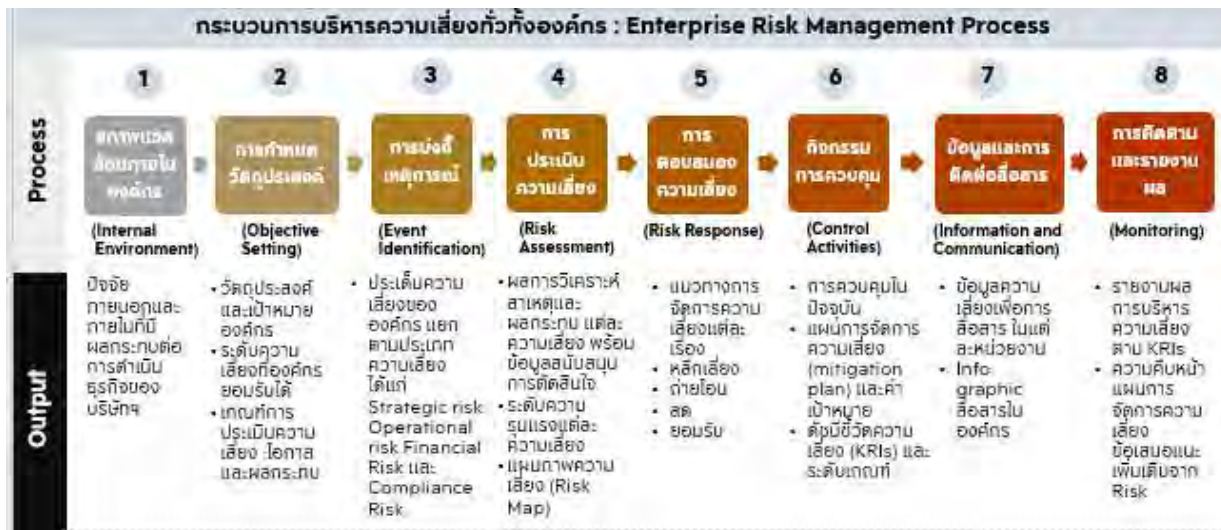 กระบวนการบริหารความเสี่ยงทั่วทั้งองค์กร : Enterprise Risk Management Process
Process
1
สภาพแวด
ล้อมภายใน
องค์กร
(Internal
Environment)
2
การกำหนด
วัตถุประสงค์
(Objective
Setting)
3
การบ่งชี้
เหตุการณ์
(Event
Identification)
4
การ
ประเมิน
ความเสี่ยง
(Risk
Assessment)
5
การ
ตอบสนอง
ความเสี่ยง
(Risk Response)
6
กิจกรรม
การควบคุม
(Control
Activities)
7
ข้อมูลและการ
ติดต่อสื่อสาร
(Information and
Communication)
8
การติดตาม
และรายงาน
ผล
(Monitoring)
Output
ปัจจัย
ภายนอกและ
ภายในที่มี
ผลกระทบต่อ
การดำเนิน
ธุรกิจของ
บริษัทฯ
• วัตถุประสงค์
และเป้าหมาย
องค์กร
• ระดับความ
เสี่ยงที่องค์กร
ยอมรับได้
• เกณฑ์การ
ประเมินความ
เสี่ยง :โอกาส
และผลกระทบ
• ประเด็นความ
เสี่ยงของ
องค์กร แยก
ตามประเภท
ความเสี่ยง
ได้แก่
Strategic risk
Operational
risk Financial
Risk และ
Compliance
Risk
• ผลการวิเคราะห์
สาเหตุและ
ผลกระทบ แต่ละ
ความเสี่ยง พร้อม
ข้อมูลสนับสนุน
การตัดสินใจ
• ระดับความ
รุนแรงแต่ละ
ความเสี่ยง
• แผนภาพความ
เสี่ยง (Risk
Map)
• แนวทางการ
จัดการความ
เสี่ยงแต่ละ
เรื่อง
• หลีกเลี่ยง
• ถ่ายโอน
• ลด
• ยอมรับ
• การควบคุมใน
ปัจจุบัน
• แผนการจัดการ
ความเสี่ยง
(mitigation
plan) และค่า
เป้าหมาย
• ดัชนีชี้วัดความ
เสี่ยง (KRIs) และ
ระดับเกณฑ์
• ข้อมูลความ
เสี่ยงเพื่อการ
สื่อสาร ในแต่
ละหน่วยงาน
• Info
graphic
สื่อสารใน
องค์กร
• รายงานผล
การบริหาร
ความเสี่ยง
ตาม KRIs
• ความคืบหน้า
แผนการ
จัดการความ
เสี่ยง
ข้อเสนอแนะ
เพิ่มเติมจาก
Risk